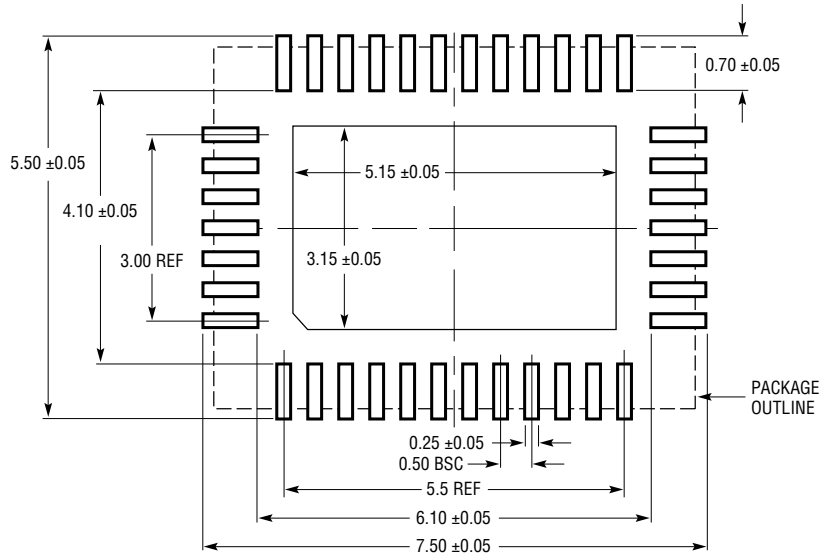 0.70 ±0.05
5.50 ±0.05
5.15 ±0.05
4.10 ±0.05
3.00 REF
3.15 ±0.05
PACKAGE
OUTLINE
0.25 ±0.05
0.50 BSC
5.5 REF
6.10 ±0.05
7.50 ±0.05